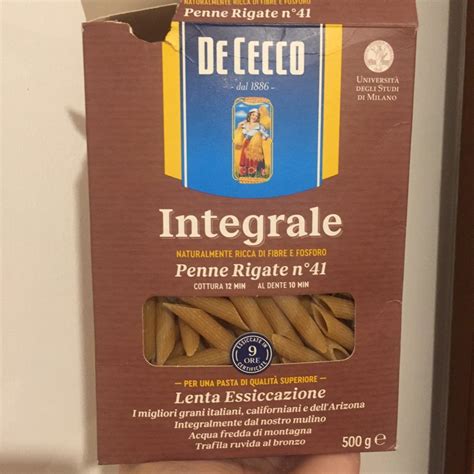 NATURALMENTE RICCA DI FIBRE E FOSFORO
Penne Rigate n°41
DE CECCO
dal 1886
UNIVERSITÀ
DEGLI STUDI
DI MILANO
Integrale
NATURALMENTE RICCA DI FIBRE E FOSFORO
Penne Rigate n°41
COTTURA 12 MIN AL DENTE 10 MIN
ESSICCATE IN
9
ORE
PER UNA PASTA DI QUALITÀ SUPERIORE
Lenta Essiccazione
I migliori grani italiani, californiani e dell'Arizona
Integralmente dal nostro mulino
Acqua fredda di montagna
Trafila ruvida al bronzo
500 g e